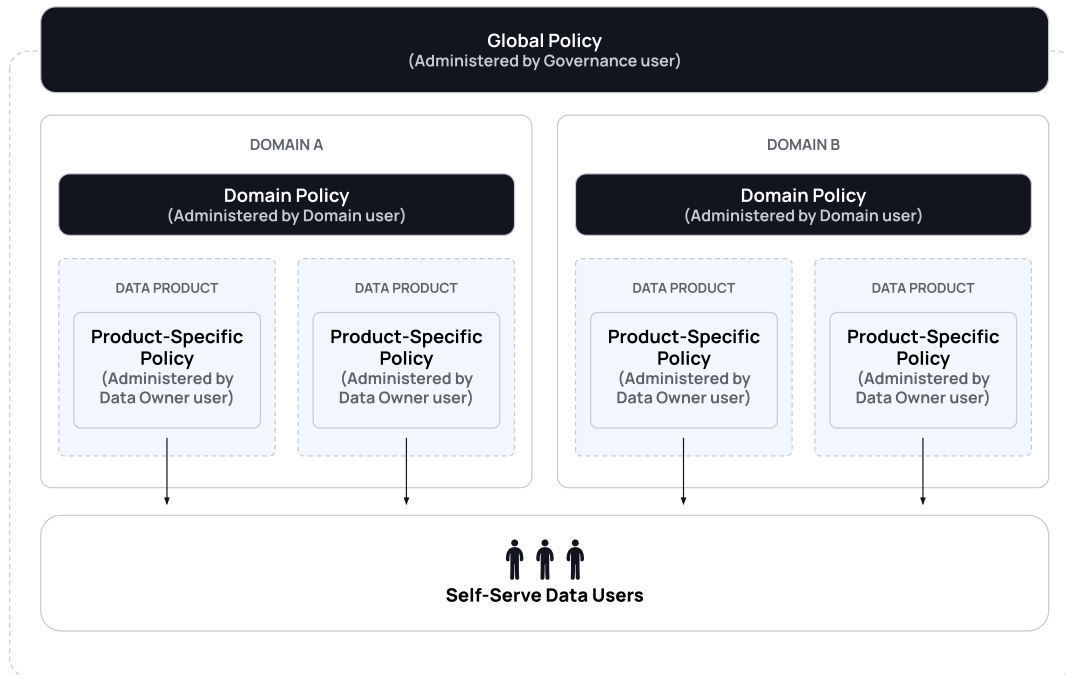 Global Policy
(Administered by Governance user)
DOMAIN A
Domain Policy
(Administered by Domain user)
DATA PRODUCT
Product-Specific
Policy
(Administered by
Data Owner user)
DATA PRODUCT
Product-Specific
Policy
(Administered by
Data Owner user)
DOMAIN B
Domain Policy
(Administered by Domain user)
DATA PRODUCT
Product-Specific
Policy
(Administered by
Data Owner user)
DATA PRODUCT
Product-Specific
Policy
(Administered by
Data Owner user)
Self-Serve Data Users